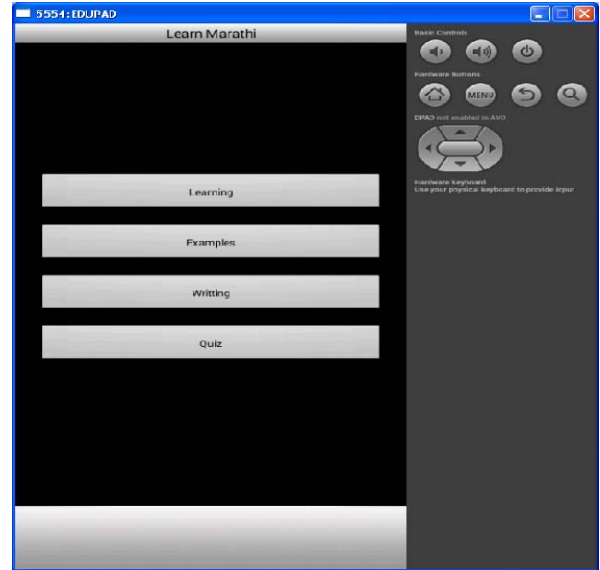 5554:EDUPAD
Learn Marathi
Learning
Examples
Writting
Quiz
Basic Controls
Hardware Buttons
MENU
DPAD not enabled in AVD
Hardware Keyboard
Use your physical keyboard to provide input